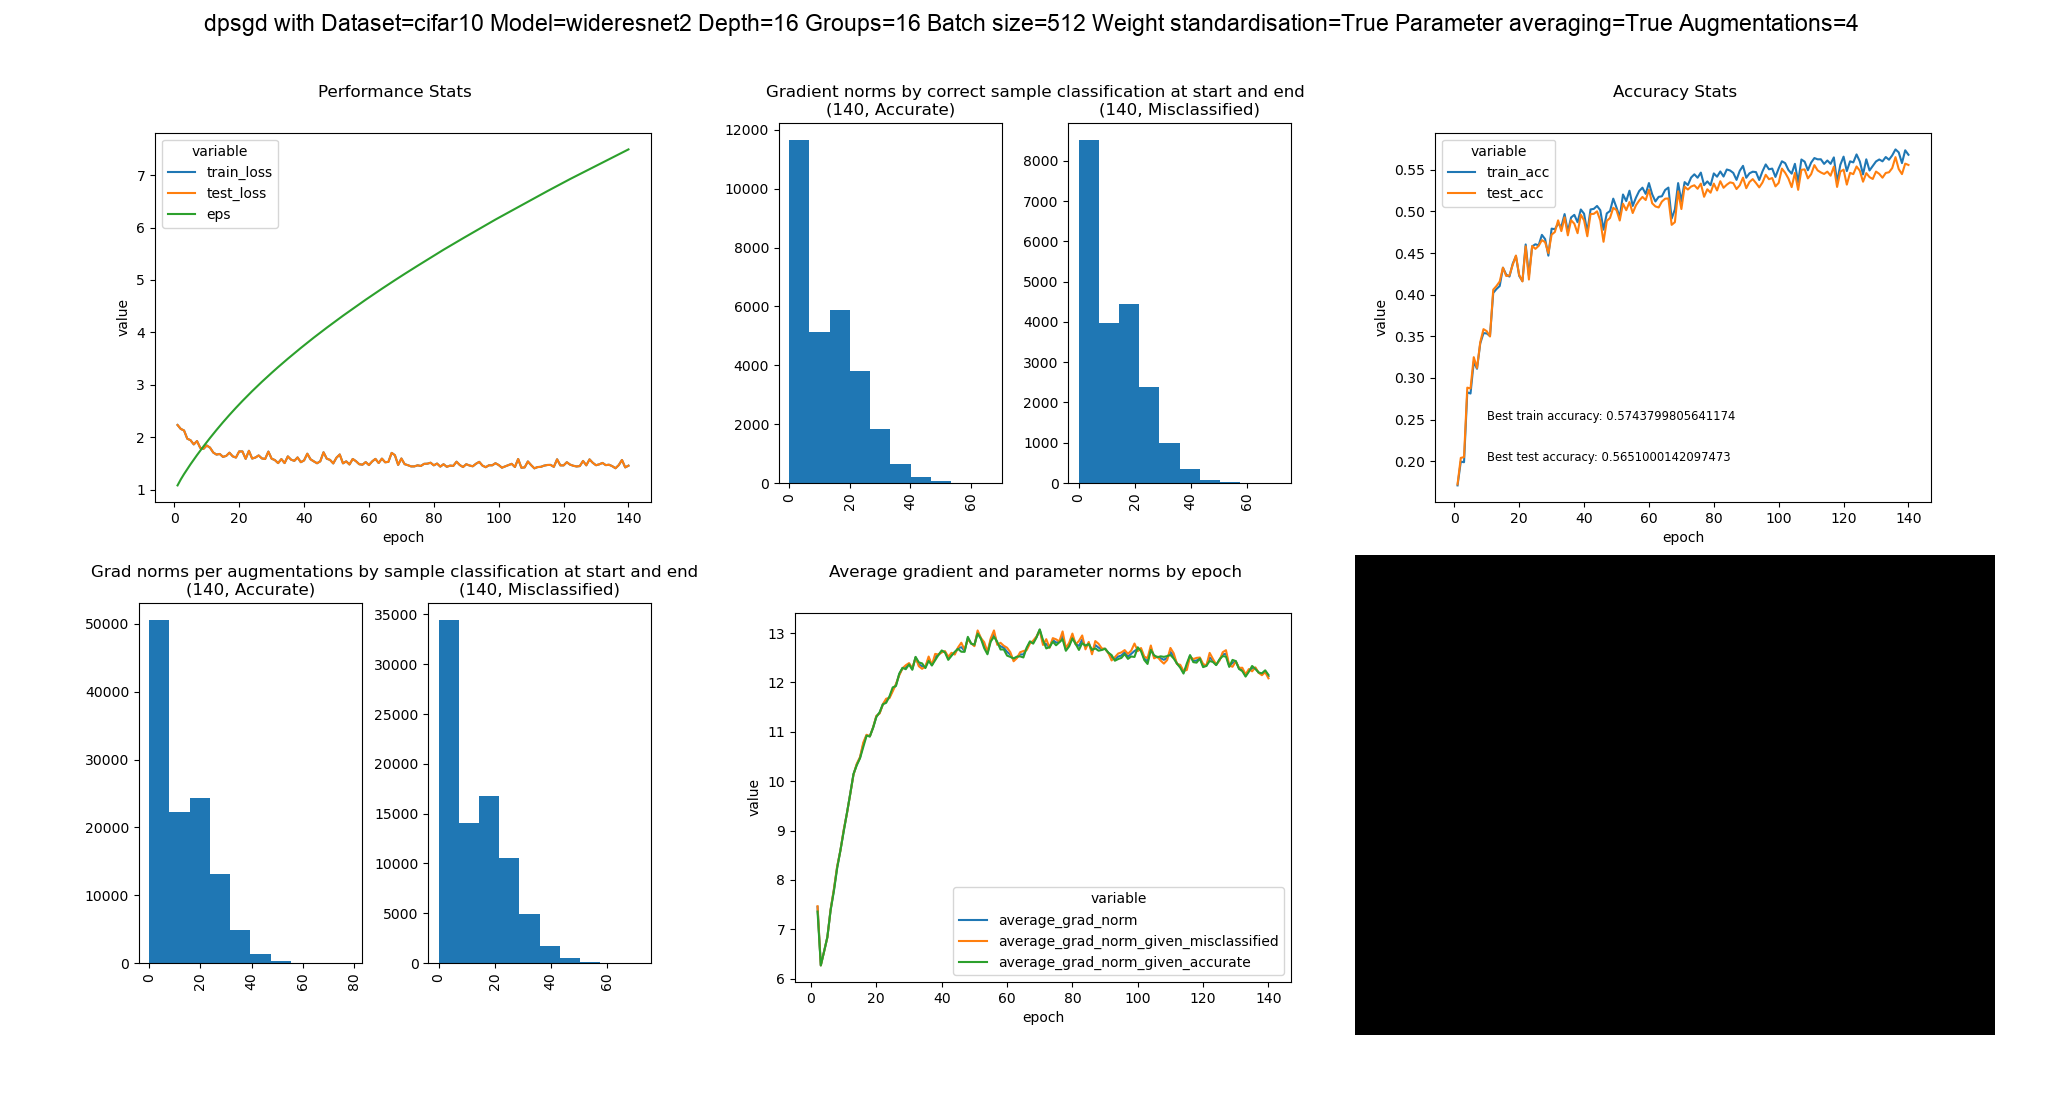 dpsgd with Dataset=cifar10 Model=wideresnet2 Depth=16 Groups=16 Batch size=512 Weight standardisation=True Parameter averaging=True Augmentations=4
Performance Stats
variable
train_loss
test_loss
eps
7
6
5
4
3
2
1
value
0 20 40 60 80 100 120 140
epoch
Gradient norms by correct sample classification at start and end
(140, Accurate)
12000
10000
8000
6000
4000
2000
0
0 20 40 60
(140, Misclassified)
8000
7000
6000
5000
4000
3000
2000
1000
0
0 20 40 60
Accuracy Stats
variable
train_acc
test_acc
0.55
0.50
0.45
0.40
0.35
0.30
0.25
0.20
value
Best train accuracy: 0.5743799805641174
Best test accuracy: 0.5651000142097473
0 20 40 60 80 100 120 140
epoch
Grad norms per augmentations by sample classification at start and end
(140, Accurate)
50000
40000
30000
20000
10000
0
0 20 40 60 80
(140, Misclassified)
35000
30000
25000
20000
15000
10000
5000
0
0 20 40 60
Average gradient and parameter norms by epoch
13
12
11
10
9
8
7
6
value
variable
average_grad_norm
average_grad_norm_given_misclassified
average_grad_norm_given_accurate
0 20 40 60 80 100 120 140
epoch